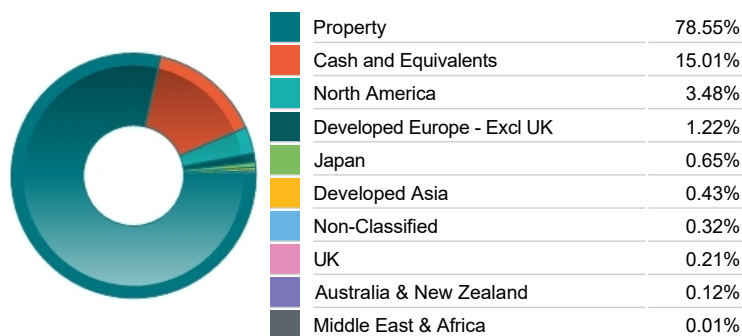 Property 78.55%
Cash and Equivalents 15.01%
North America 3.48%
Developed Europe - Excl UK 1.22%
Japan 0.65%
Developed Asia 0.43%
Non-Classified 0.32%
UK 0.21%
Australia & New Zealand 0.12%
Middle East & Africa 0.01%